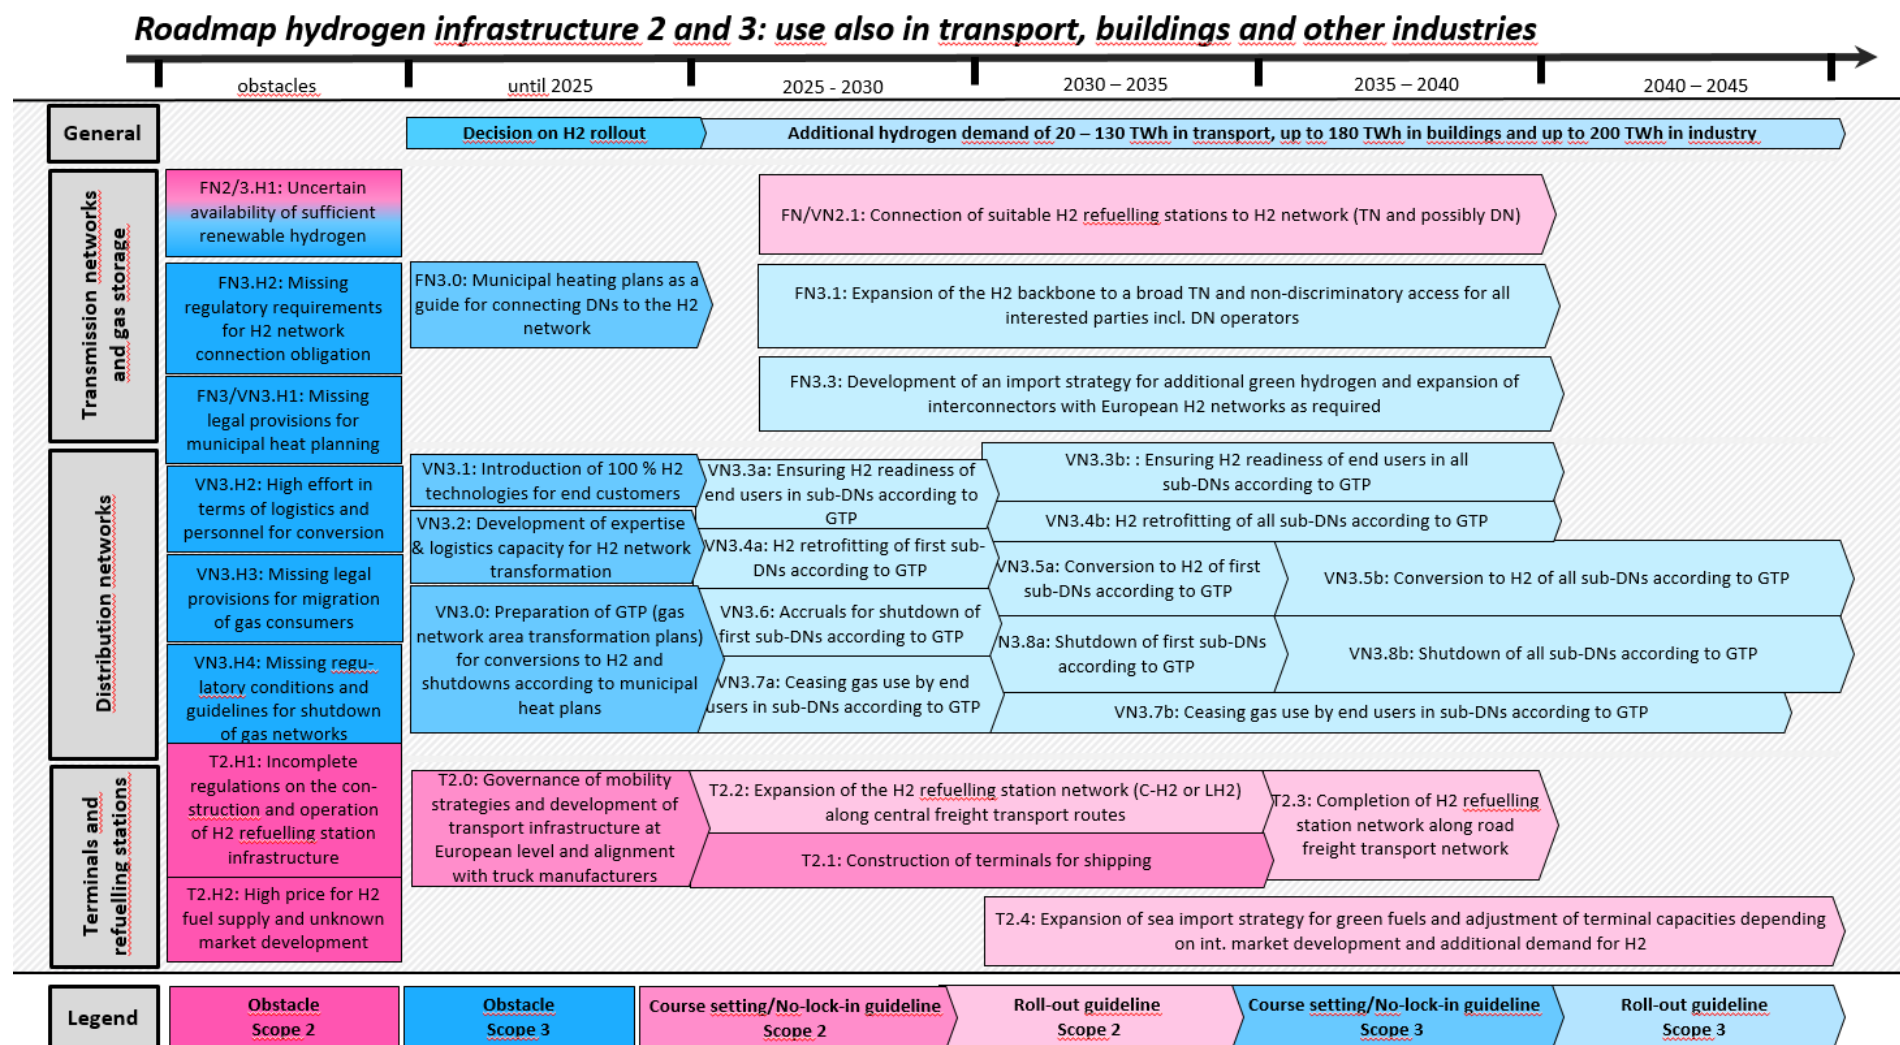 Roadmap hydrogen infrastructure 2 and 3: use also in transport, buildings and other industries
obstacles
until 2025
2025 - 2030
2030 – 2035
2035 – 2040
2040 – 2045
General
Decision on H2 rollout
Additional hydrogen demand of 20 – 130 TWh in transport, up to 180 TWh in buildings and up to 200 TWh in industry
Transmission networks
and gas storage
FN2/3.H1: Uncertain
availability of sufficient
renewable hydrogen
FN3.H2: Missing
regulatory requirements
for H2 network
connection obligation
FN3/VN3.H1: Missing
legal provisions for
municipal heat planning
FN/VN2.1: Connection of suitable H2 refuelling stations to H2 network (TN and possibly DN)
FN3.0: Municipal heating plans as a
guide for connecting DNs to the H2
network
FN3.1: Expansion of the H2 backbone to a broad TN and non-discriminatory access for all
interested parties incl. DN operators
FN3.3: Development of an import strategy for additional green hydrogen and expansion of
interconnectors with European H2 networks as required
Distribution networks
VN3.H2: High effort in
terms of logistics and
personnel for conversion
VN3.H3: Missing legal
provisions for migration
of gas consumers
VN3.H4: Missing regu-
latory conditions and
guidelines for shutdown
of gas networks
VN3.1: Introduction of 100 % H2
technologies for end customers
VN3.2: Development of expertise
& logistics capacity for H2 network
transformation
VN3.0: Preparation of GTP (gas
network area transformation plans)
for conversions to H2 and
shutdowns according to municipal
heat plans
VN3.3a: Ensuring H2 readiness of
end users in sub-DNs according to
GTP
VN3.4a: H2 retrofitting of first sub-
DNs according to GTP
VN3.6: Accruals for shutdown of
first sub-DNs according to GTP
VN3.7a: Ceasing gas use by end
users in sub-DNs according to GTP
VN3.3b: : Ensuring H2 readiness of end users in all
sub-DNs according to GTP
VN3.4b: H2 retrofitting of all sub-DNs according to GTP
VN3.5a: Conversion to H2 of first
sub-DNs according to GTP
N3.8a: Shutdown of first sub-DNs
according to GTP
VN3.5b: Conversion to H2 of all sub-DNs according to GTP
VN3.8b: Shutdown of all sub-DNs according to GTP
VN3.7b: Ceasing gas use by end users in sub-DNs according to GTP
Terminals and
refuelling stations
T2.H1: Incomplete
regulations on the con-
struction and operation
of H2 refuelling station
infrastructure
T2.H2: High price for H2
fuel supply and unknown
market development
T2.0: Governance of mobility
strategies and development of
transport infrastructure at
European level and alignment
with truck manufacturers
T2.2: Expansion of the H2 refuelling station network (C-H2 or LH2)
along central freight transport routes
T2.1: Construction of terminals for shipping
T2.3: Completion of H2 refuelling
station network along road
freight transport network
T2.4: Expansion of sea import strategy for green fuels and adjustment of terminal capacities depending
on int. market development and additional demand for H2
Legend
Obstacle
Scope 2
Obstacle
Scope 3
Course setting/No-lock-in guideline
Scope 2
Roll-out guideline
Scope 2
Course setting/No-lock-in guideline
Scope 3
Roll-out guideline
Scope 3